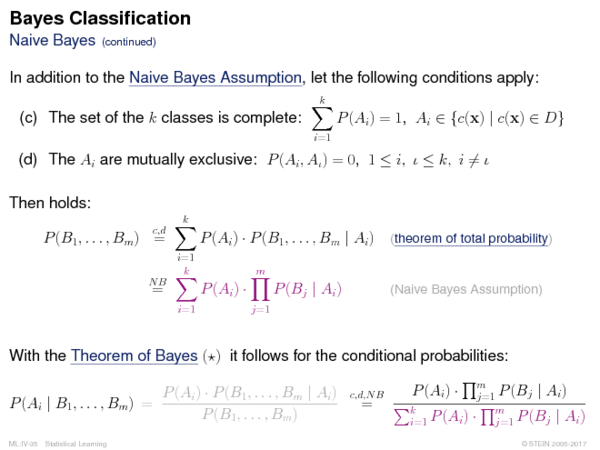 Bayes Classification
Naive Bayes (continued)
In addition to the Naive Bayes Assumption, let the following conditions apply:
(c) The set of the k classes is complete: ∑_{i=1}^{k} P(A_i) = 1, A_i ∈ {c(x) | c(x) ∈ D}
(d) The A_i are mutually exclusive: P(A_i, A_ι) = 0, 1 ≤ i, ι ≤ k, i ≠ ι
Then holds:
P(B_1, . . . , B_m) =^{c,d} ∑_{i=1}^{k} P(A_i) · P(B_1, . . . , B_m | A_i) (theorem of total probability)
=^{NB} ∑_{i=1}^{k} P(A_i) · ∏_{j=1}^{m} P(B_j | A_i) (Naive Bayes Assumption)
With the Theorem of Bayes (⋆) it follows for the conditional probabilities:
P(A_i | B_1, . . . , B_m) = \frac{P(A_i) · P(B_1, . . . , B_m | A_i)}{P(B_1, . . . , B_m)} =^{c,d,NB} \frac{P(A_i) · ∏_{j=1}^{m} P(B_j | A_i)}{∑_{i=1}^{k} P(A_i) · ∏_{j=1}^{m} P(B_j | A_i)}
ML:IV-35 Statistical Learning © STEIN 2005-2017